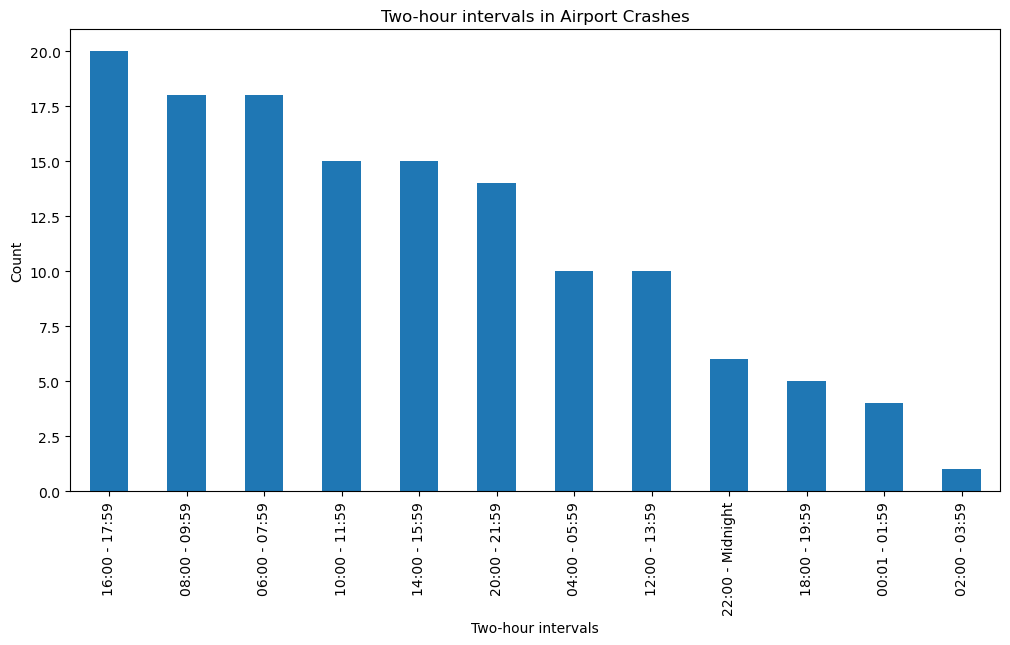 Two-hour intervals in Airport Crashes
20.0
17.5
15.0
12.5
10.0
7.5
5.0
2.5
0.0
Count
16:00 - 17:59
08:00 - 09:59
06:00 - 07:59
10:00 - 11:59
14:00 - 15:59
20:00 - 21:59
04:00 - 05:59
12:00 - 13:59
22:00 - Midnight
18:00 - 19:59
00:01 - 01:59
02:00 - 03:59
Two-hour intervals